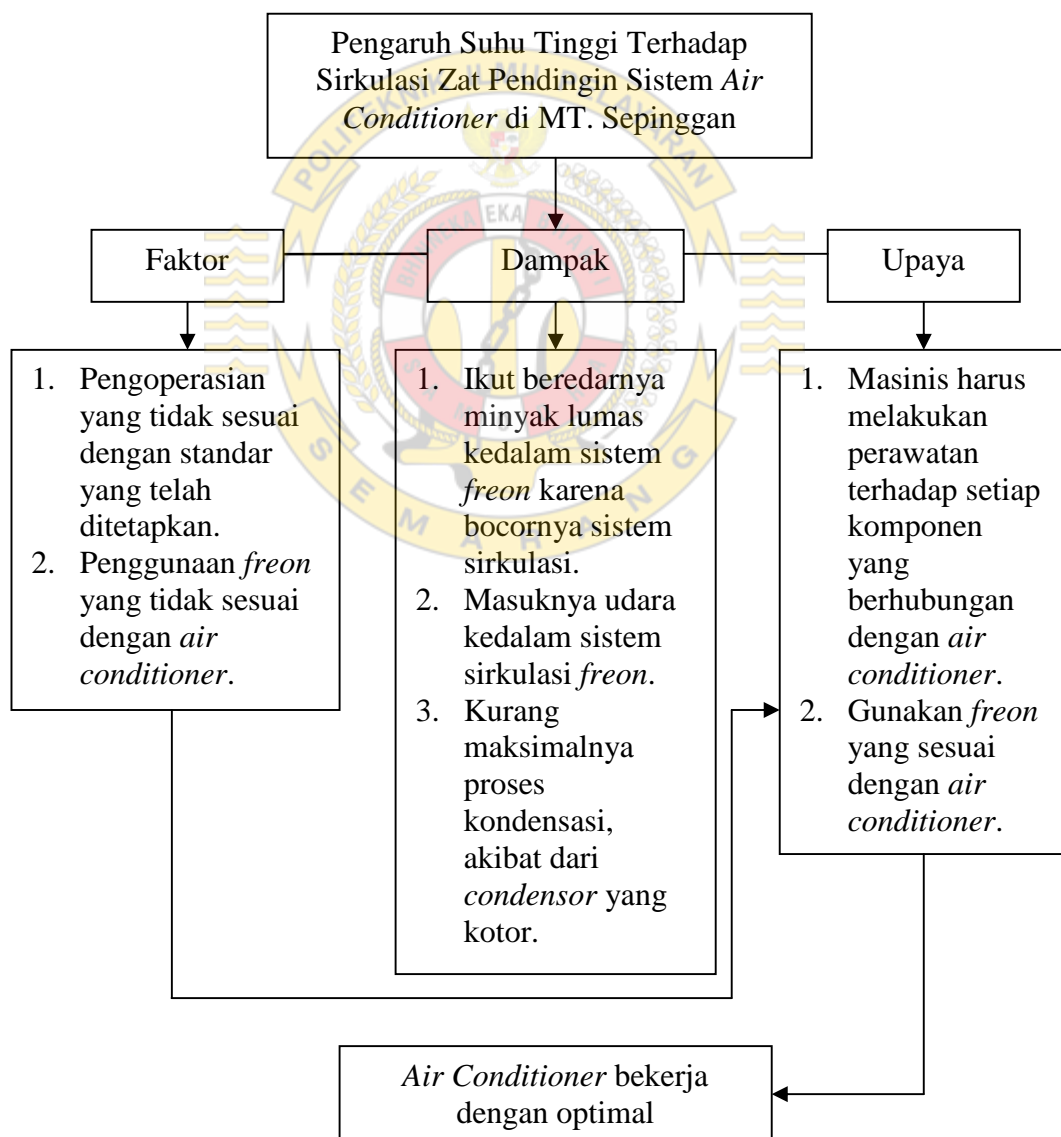 Pengaruh Suhu Tinggi Terhadap
Sirkulasi Zat Pendingin Sistem Air
Conditioner di MT. Sepinggan
Faktor
Dampak
Upaya
1. Pengoperasian
yang tidak sesuai
dengan standar
yang telah
ditetapkan.
2. Penggunaan freon
yang tidak sesuai
dengan air
conditioner.
1. Ikut beredarnya
minyak lumas
kedalam sistem
freon karena
bocornya sistem
sirkulasi.
2. Masuknya udara
kedalam sistem
sirkulasi freon.
3. Kurang
maksimalnya
proses
kondensasi,
akibat dari
condensor yang
kotor.
1. Masinis harus
melakukan
perawatan
terhadap setiap
komponen
yang
berhubungan
dengan air
conditioner.
2. Gunakan freon
yang sesuai
dengan air
conditioner.
Air Conditioner bekerja
dengan optimal
POLITEKNIK ILMU PELAYARAN
SEMARANG